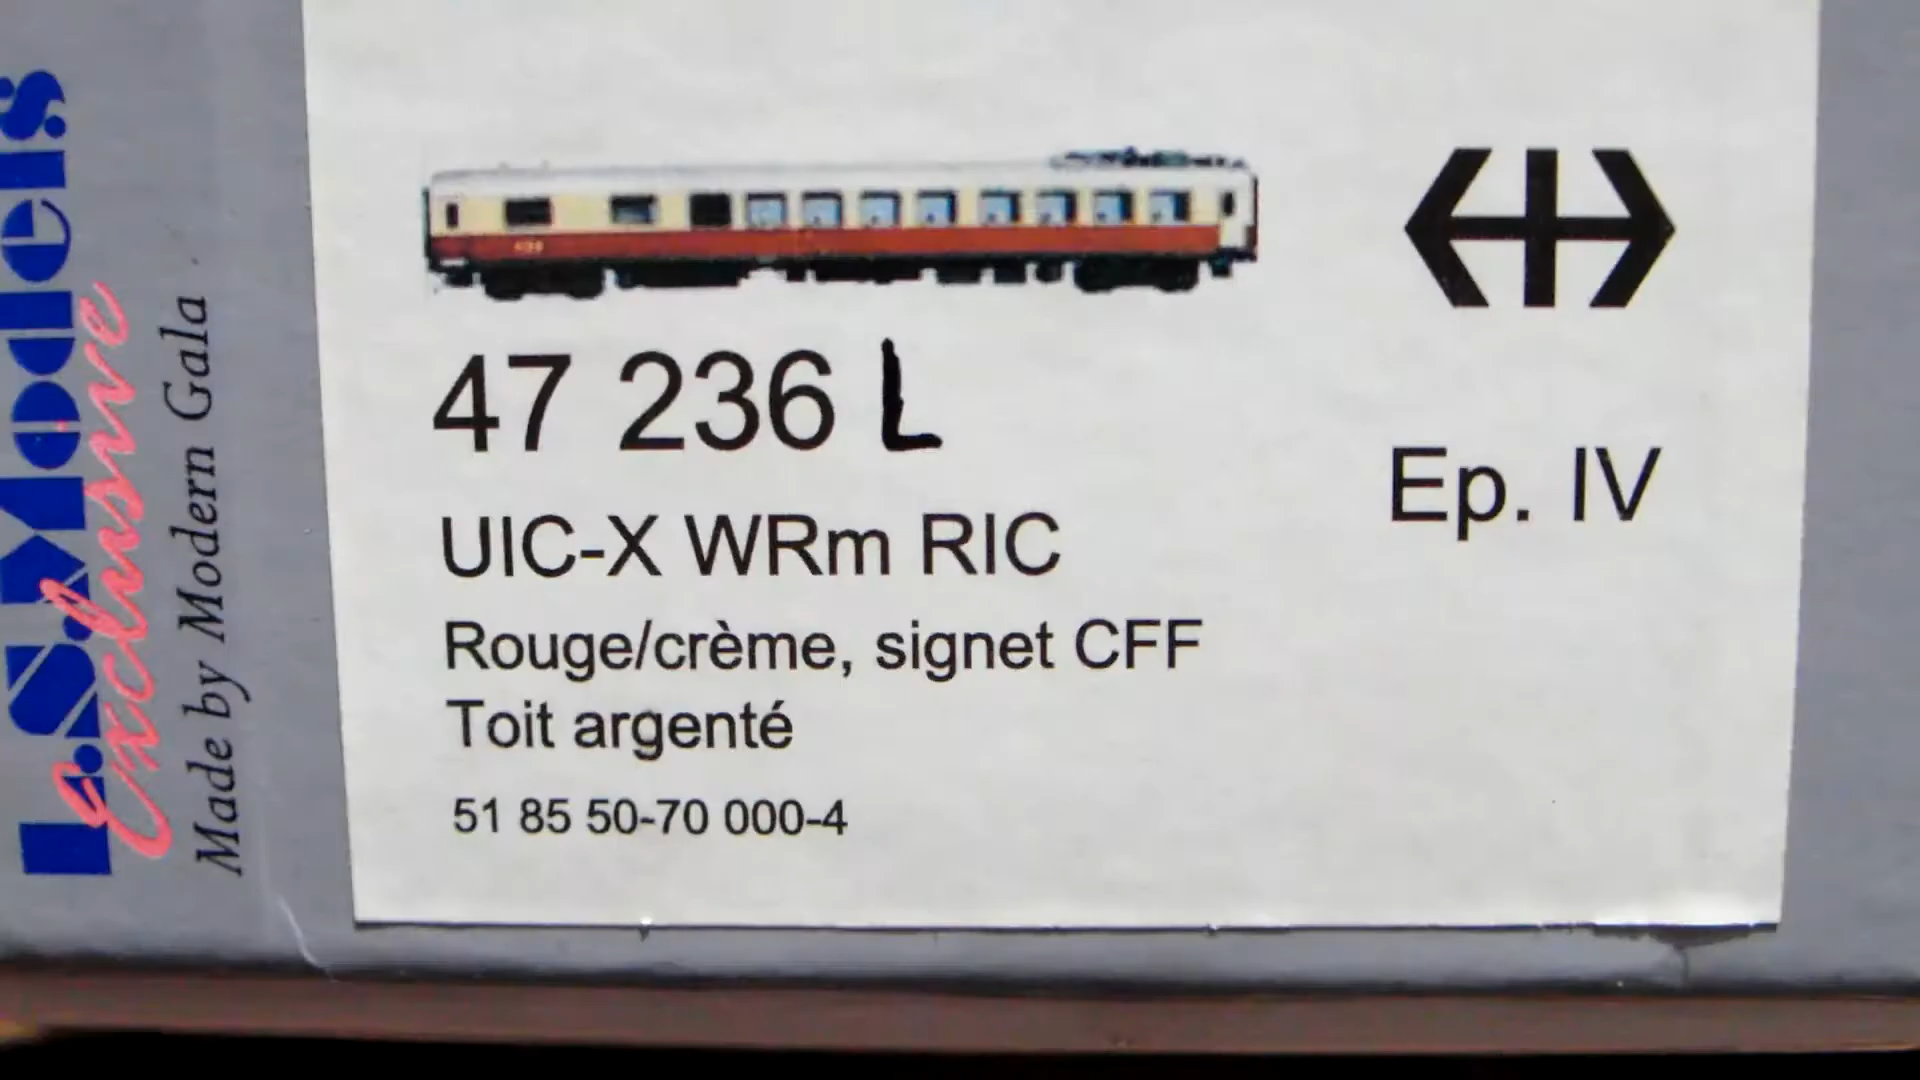 L.S.Models
Exclusive
Made by Modern Gala
47 236 L
Ep. IV
UIC-X WRm RIC
Rouge/crème, signet CFF
Toit argenté
51 85 50-70 000-4